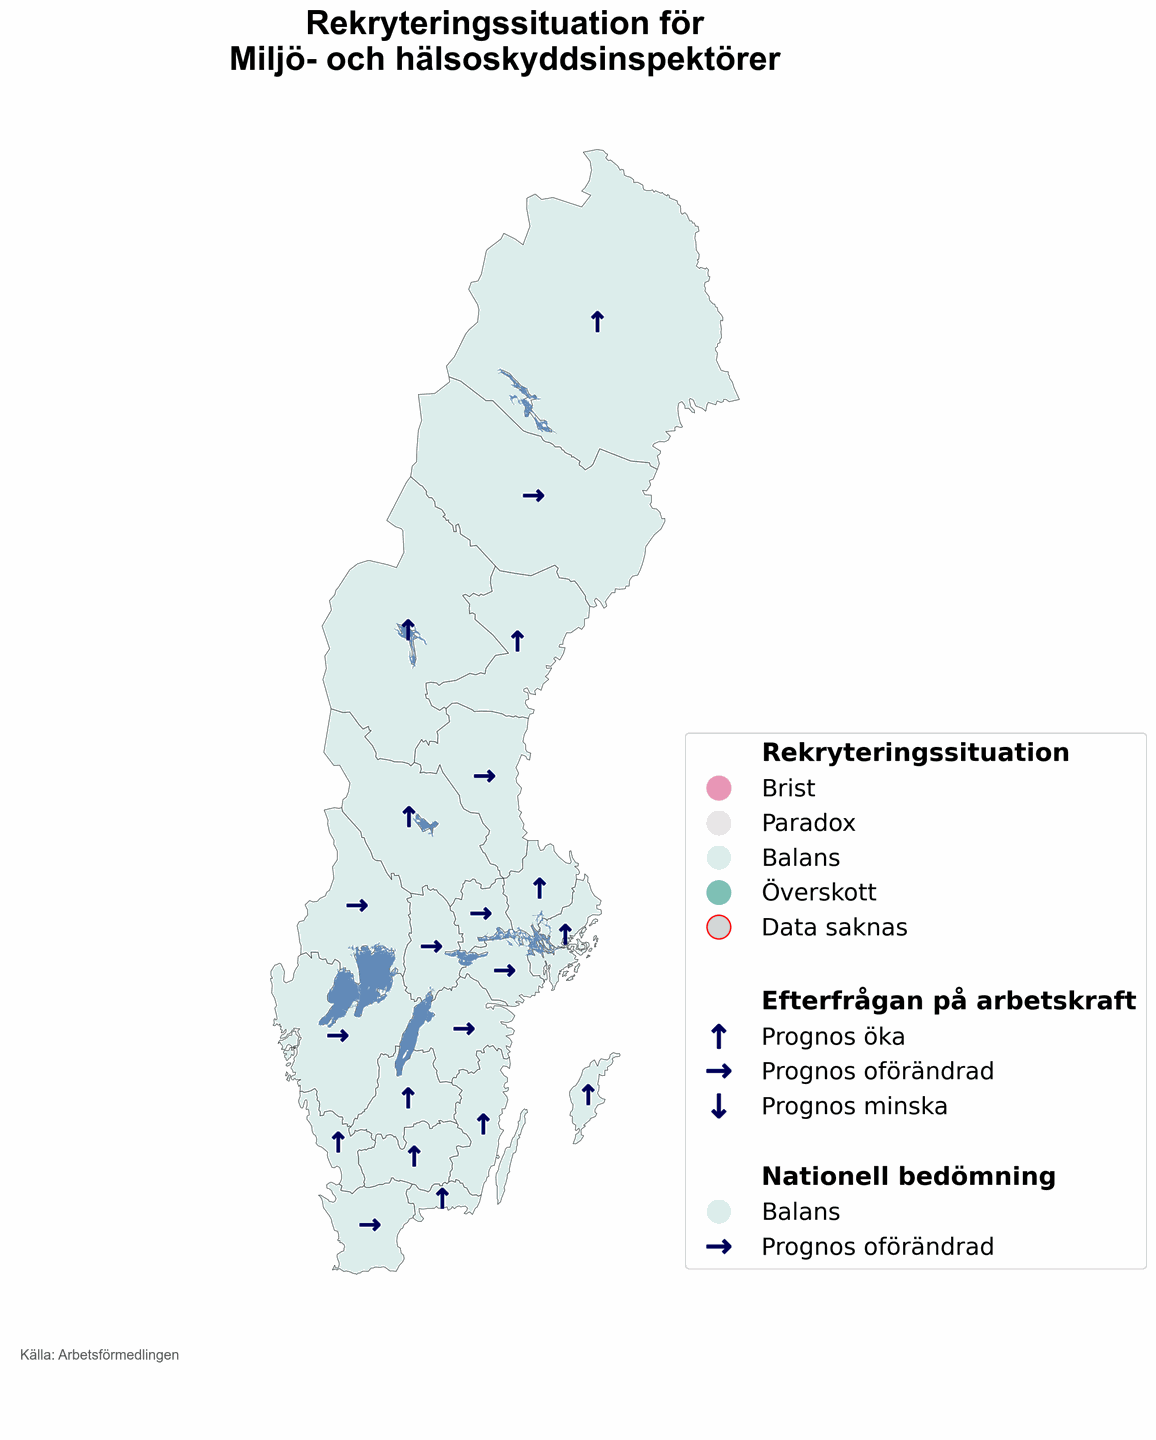 Rekryteringssituation för
Miljö- och hälsoskyddsinspektörer
Rekryteringssituation
Brist
Paradox
Balans
Överskott
Data saknas
Efterfrågan på arbetskraft
Prognos öka
Prognos oförändrad
Prognos minska
Nationell bedömning
Balans
Prognos oförändrad
Källa: Arbetsförmedlingen